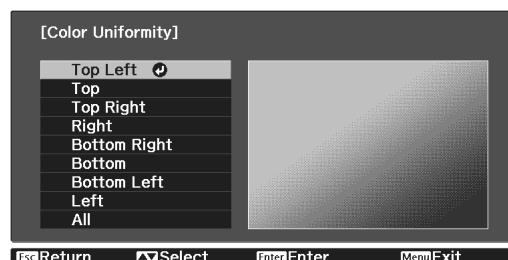 [Color Uniformity]
Top Left
Top
Top Right
Right
Bottom Right
Bottom
Bottom Left
Left
All
Esc Return Select Enter Enter Menu Exit